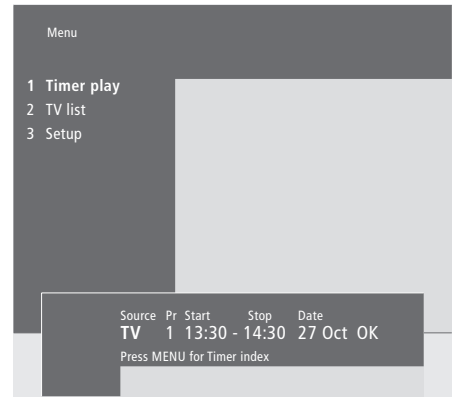 Menu
1 Timer play
2 TV list
3 Setup
Source Pr Start Stop Date
TV 1 13:30 - 14:30 27 Oct OK
Press MENU for Timer index